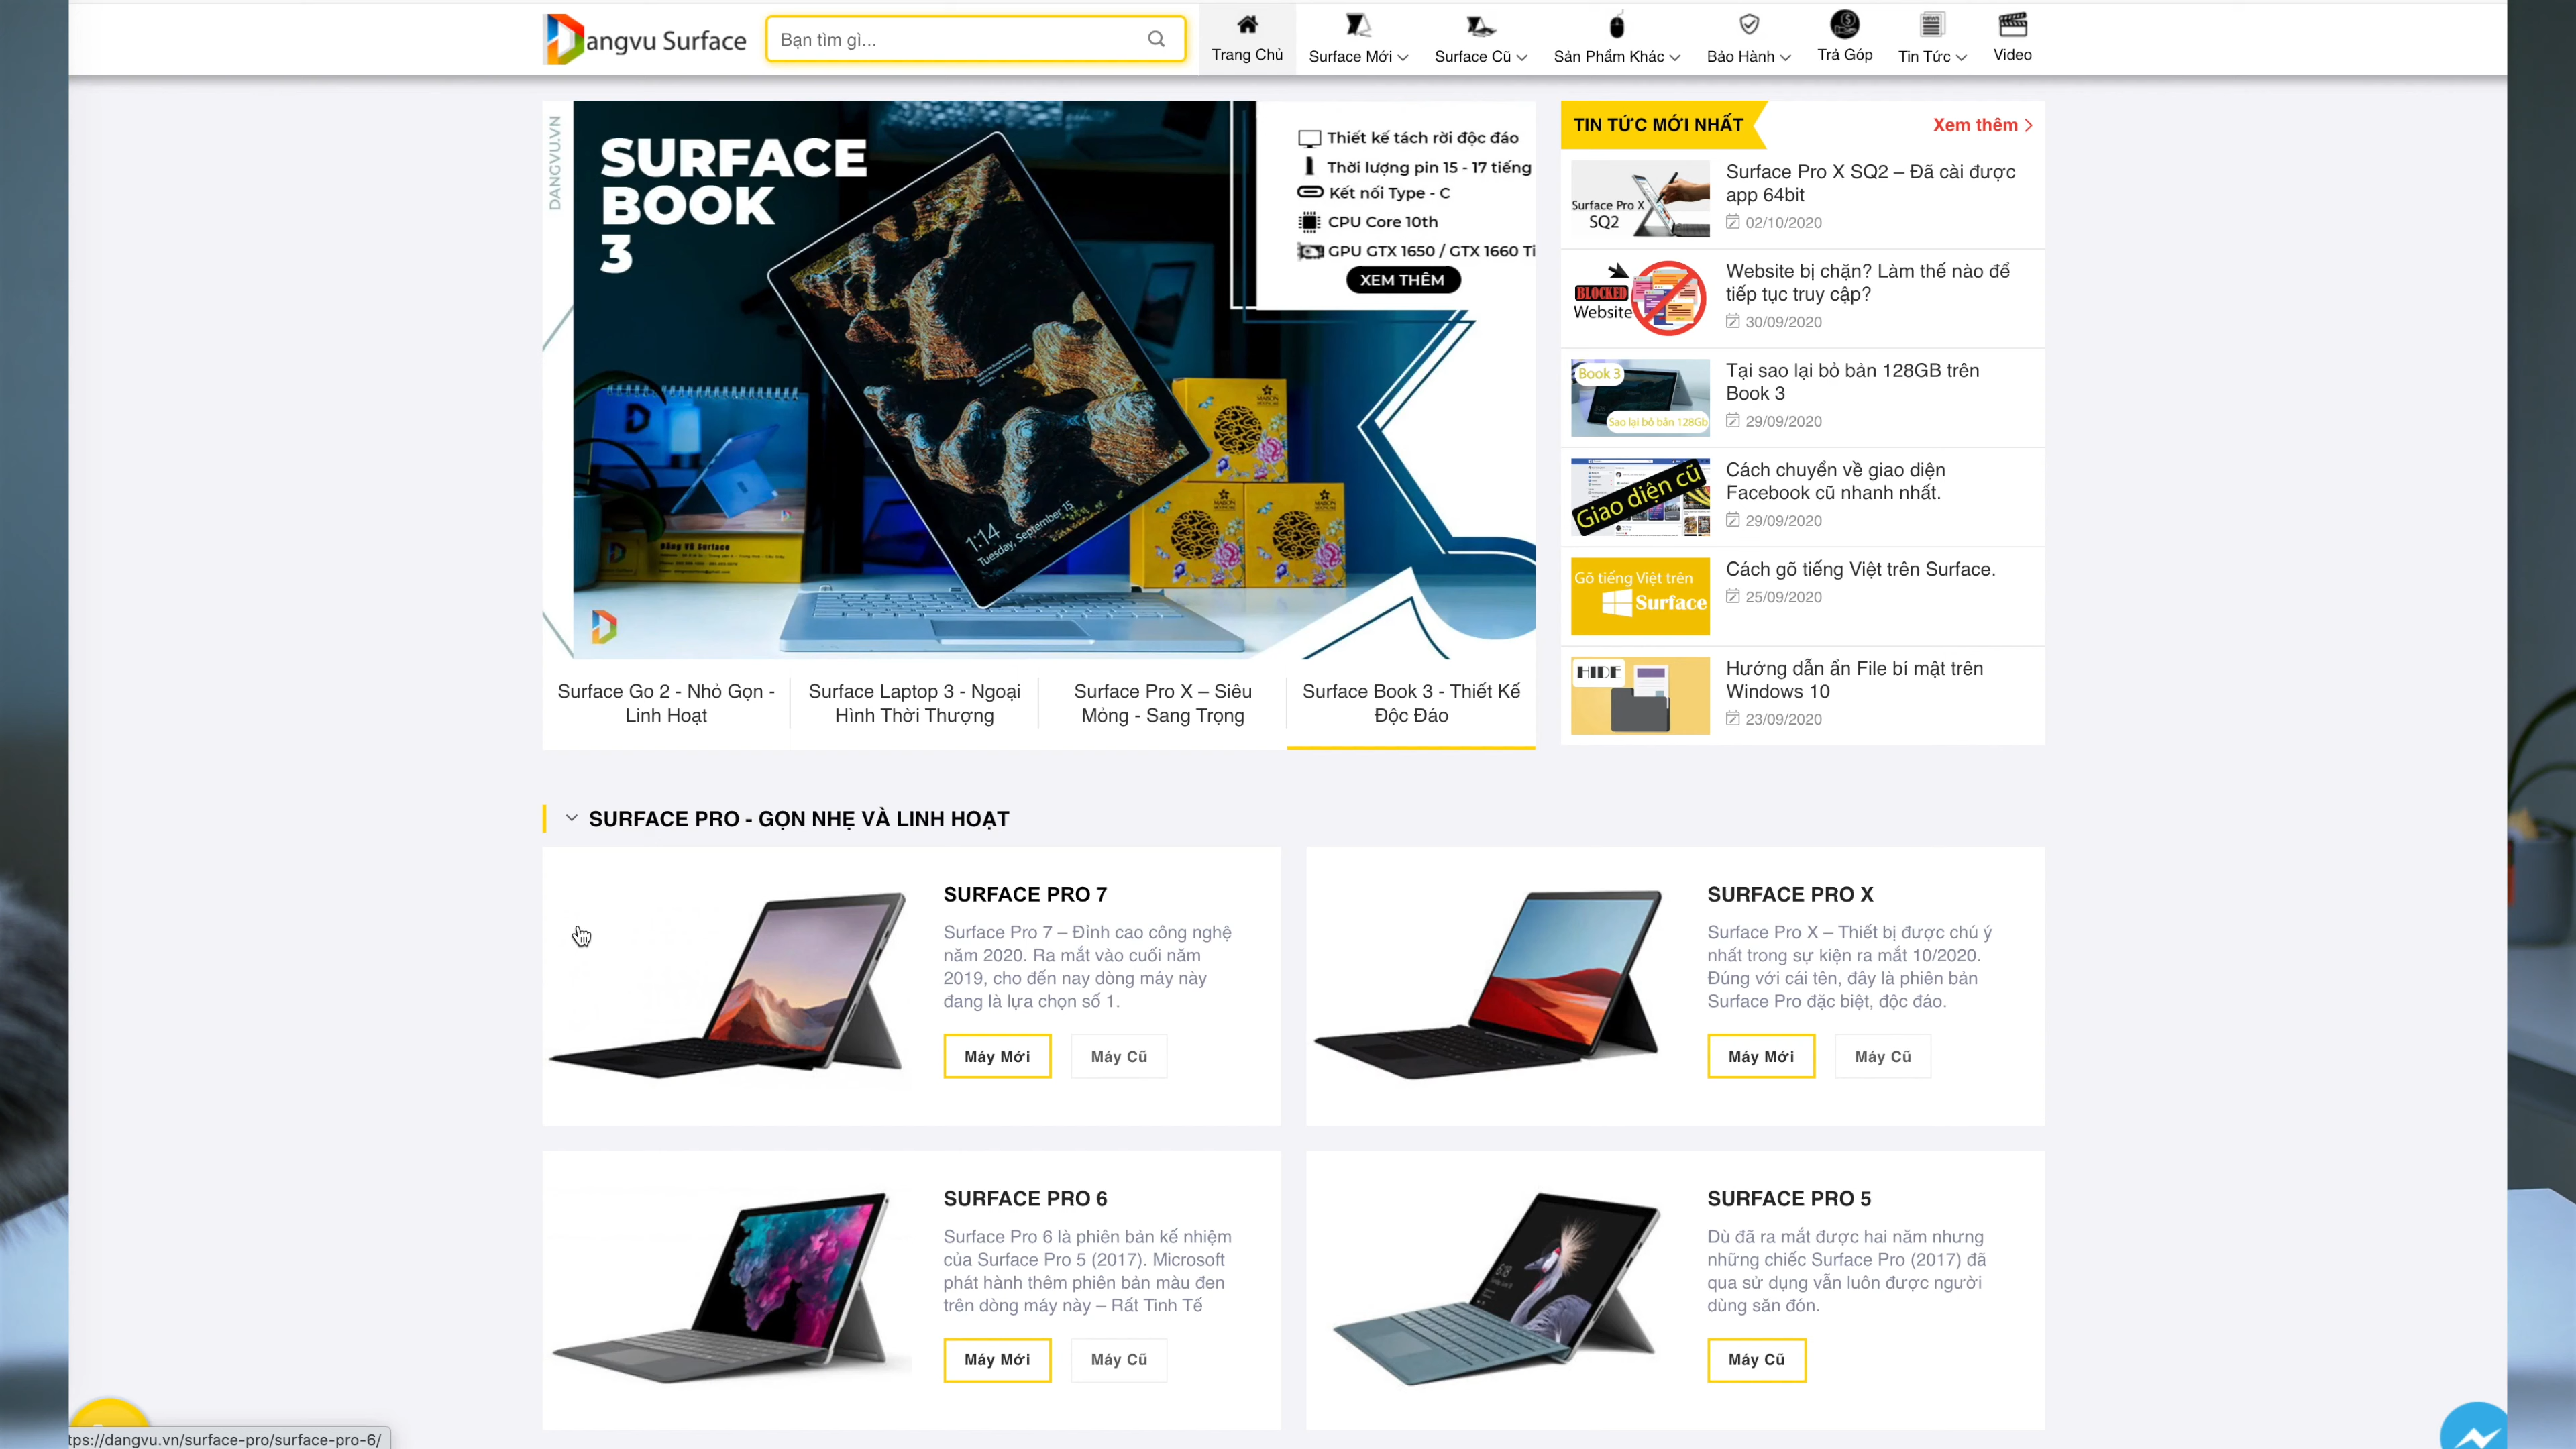 angvu Surface
Bạn tìm gì...
Trang Chủ
Surface Mới
Surface Cũ
Sản Phẩm Khác
Bảo Hành
Trả Góp
Tin Tức
Video
DANGVU.VN
SURFACE
BOOK
3
Thiết kế tách rời độc đáo
Thời lượng pin 15 - 17 tiếng
Kết nối Type - C
CPU Core 10th
GPU GTX 1650 / GTX 1660 Ti
XEM THÊM
1:14
Tuesday, September 15
Đăng Vũ Surface
Surface Go 2 - Nhỏ Gọn -
Linh Hoạt
Surface Laptop 3 - Ngoại
Hình Thời Thượng
Surface Pro X – Siêu
Mỏng - Sang Trọng
Surface Book 3 - Thiết Kế
Độc Đáo
TIN TỨC MỚI NHẤT
Xem thêm
Surface Pro X
SQ2
Surface Pro X SQ2 – Đã cài được
app 64bit
02/10/2020
BLOCKED
Website
Website bị chặn? Làm thế nào để
tiếp tục truy cập?
30/09/2020
Book 3
Sao lại bỏ bản 128Gb
Tại sao lại bỏ bản 128GB trên
Book 3
29/09/2020
Giao diện cũ
Cách chuyển về giao diện
Facebook cũ nhanh nhất.
29/09/2020
Gõ tiếng Việt trên
Surface
Cách gõ tiếng Việt trên Surface.
25/09/2020
HIDE
Hướng dẫn ẩn File bí mật trên
Windows 10
23/09/2020
SURFACE PRO - GỌN NHẸ VÀ LINH HOẠT
SURFACE PRO 7
Surface Pro 7 – Đỉnh cao công nghệ
năm 2020. Ra mắt vào cuối năm
2019, cho đến nay dòng máy này
đang là lựa chọn số 1.
Máy Mới
Máy Cũ
SURFACE PRO X
Surface Pro X – Thiết bị được chú ý
nhất trong sự kiện ra mắt 10/2020.
Đúng với cái tên, đây là phiên bản
Surface Pro đặc biệt, độc đáo.
Máy Mới
Máy Cũ
SURFACE PRO 6
Surface Pro 6 là phiên bản kế nhiệm
của Surface Pro 5 (2017). Microsoft
phát hành thêm phiên bản màu đen
trên dòng máy này – Rất Tinh Tế
Máy Mới
Máy Cũ
SURFACE PRO 5
Dù đã ra mắt được hai năm nhưng
những chiếc Surface Pro (2017) đã
qua sử dụng vẫn luôn được người
dùng săn đón.
Máy Cũ
tps://dangvu.vn/surface-pro/surface-pro-6/